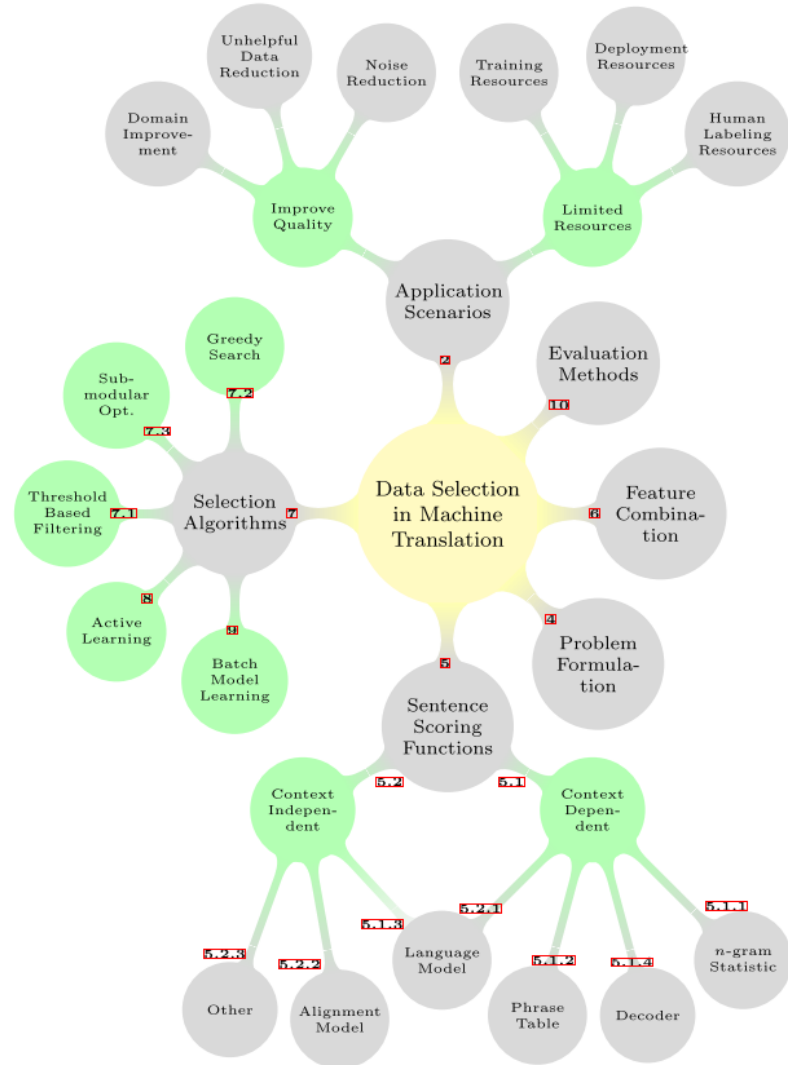 Unhelpful
Data
Reduction
Noise
Reduction
Training
Resources
Deployment
Resources
Domain
Improve-
ment
Human
Labeling
Resources
Improve
Quality
Limited
Resources
Application
Scenarios
2
Greedy
Search
7.2
Evaluation
Methods
10
Sub-
modular
Opt.
7.3
Threshold
Based
Filtering
7.1
Selection
Algorithms
7
Data Selection
in Machine
Translation
6
Feature
Combina-
tion
8
Active
Learning
9
Batch
Model
Learning
4
Problem
Formula-
tion
5
Sentence
Scoring
Functions
5.2
5.1
Context
Indepen-
dent
Context
Depen-
dent
5.1.3
5.2.1
5.1.1
5.2.3
5.2.2
Language
Model
5.1.2
5.1.4
n-gram
Statistic
Other
Alignment
Model
Phrase
Table
Decoder